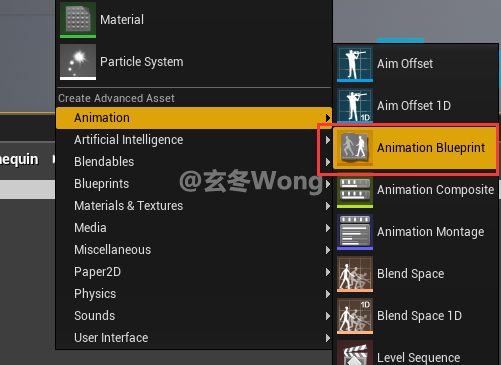 Material
Particle System
Create Advanced Asset
Animation
Artificial Intelligence
Blendables
Blueprints
Materials & Textures
Media
Miscellaneous
Paper2D
Physics
Sounds
User Interface
Aim Offset
1D
Aim Offset 1D
Animation Blueprint
Animation Composite
Animation Montage
Blend Space
1D
Blend Space 1D
Level Sequence
nequin
@玄冬Wong